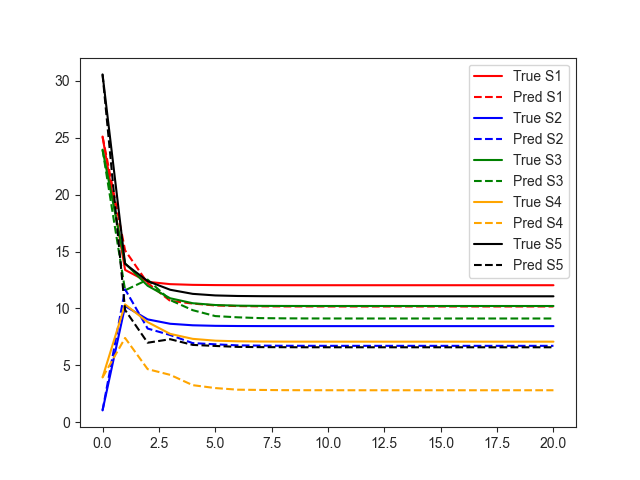 30
25
20
15
10
5
0
0.0 2.5 5.0 7.5 10.0 12.5 15.0 17.5 20.0
True S1
Pred S1
True S2
Pred S2
True S3
Pred S3
True S4
Pred S4
True S5
Pred S5